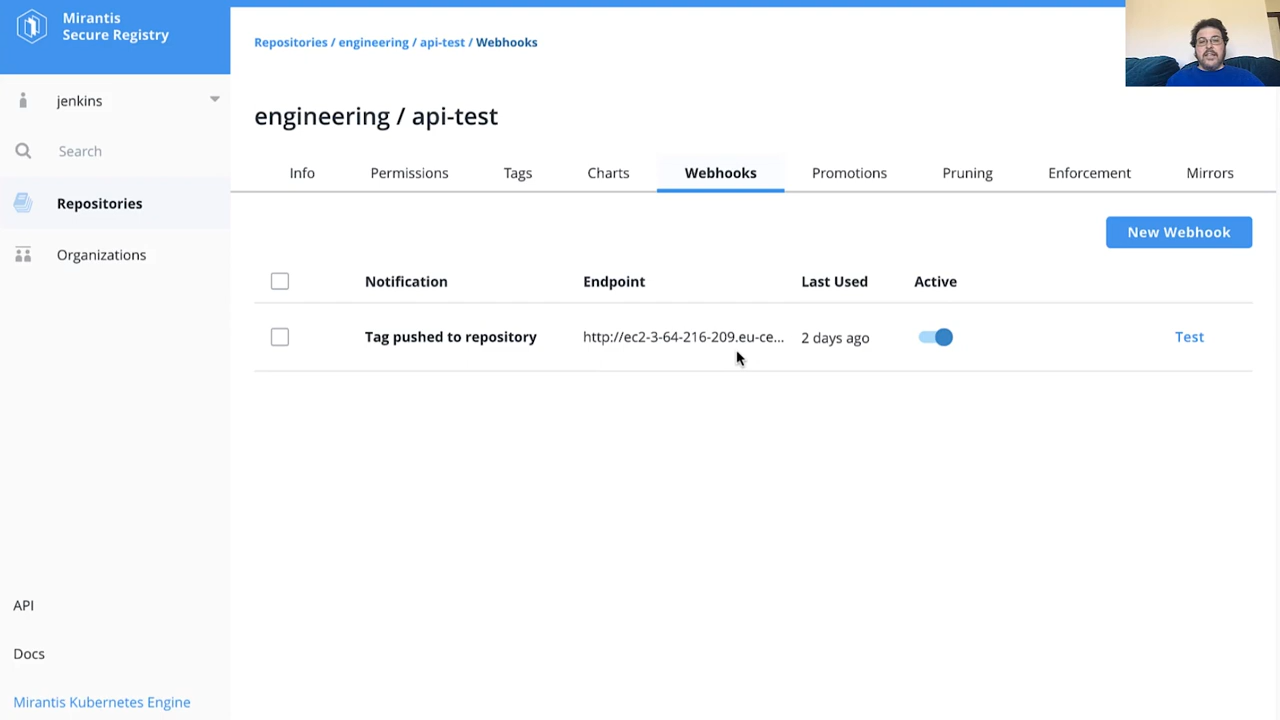 Mirantis
Secure Registry
jenkins
Search
Repositories
Organizations
API
Docs
Mirantis Kubernetes Engine
Repositories / engineering / api-test / Webhooks
engineering / api-test
Info Permissions Tags Charts Webhooks Promotions Pruning Enforcement Mirrors
New Webhook
Notification Endpoint Last Used Active
Tag pushed to repository http://ec2-3-64-216-209.eu-ce... 2 days ago Test